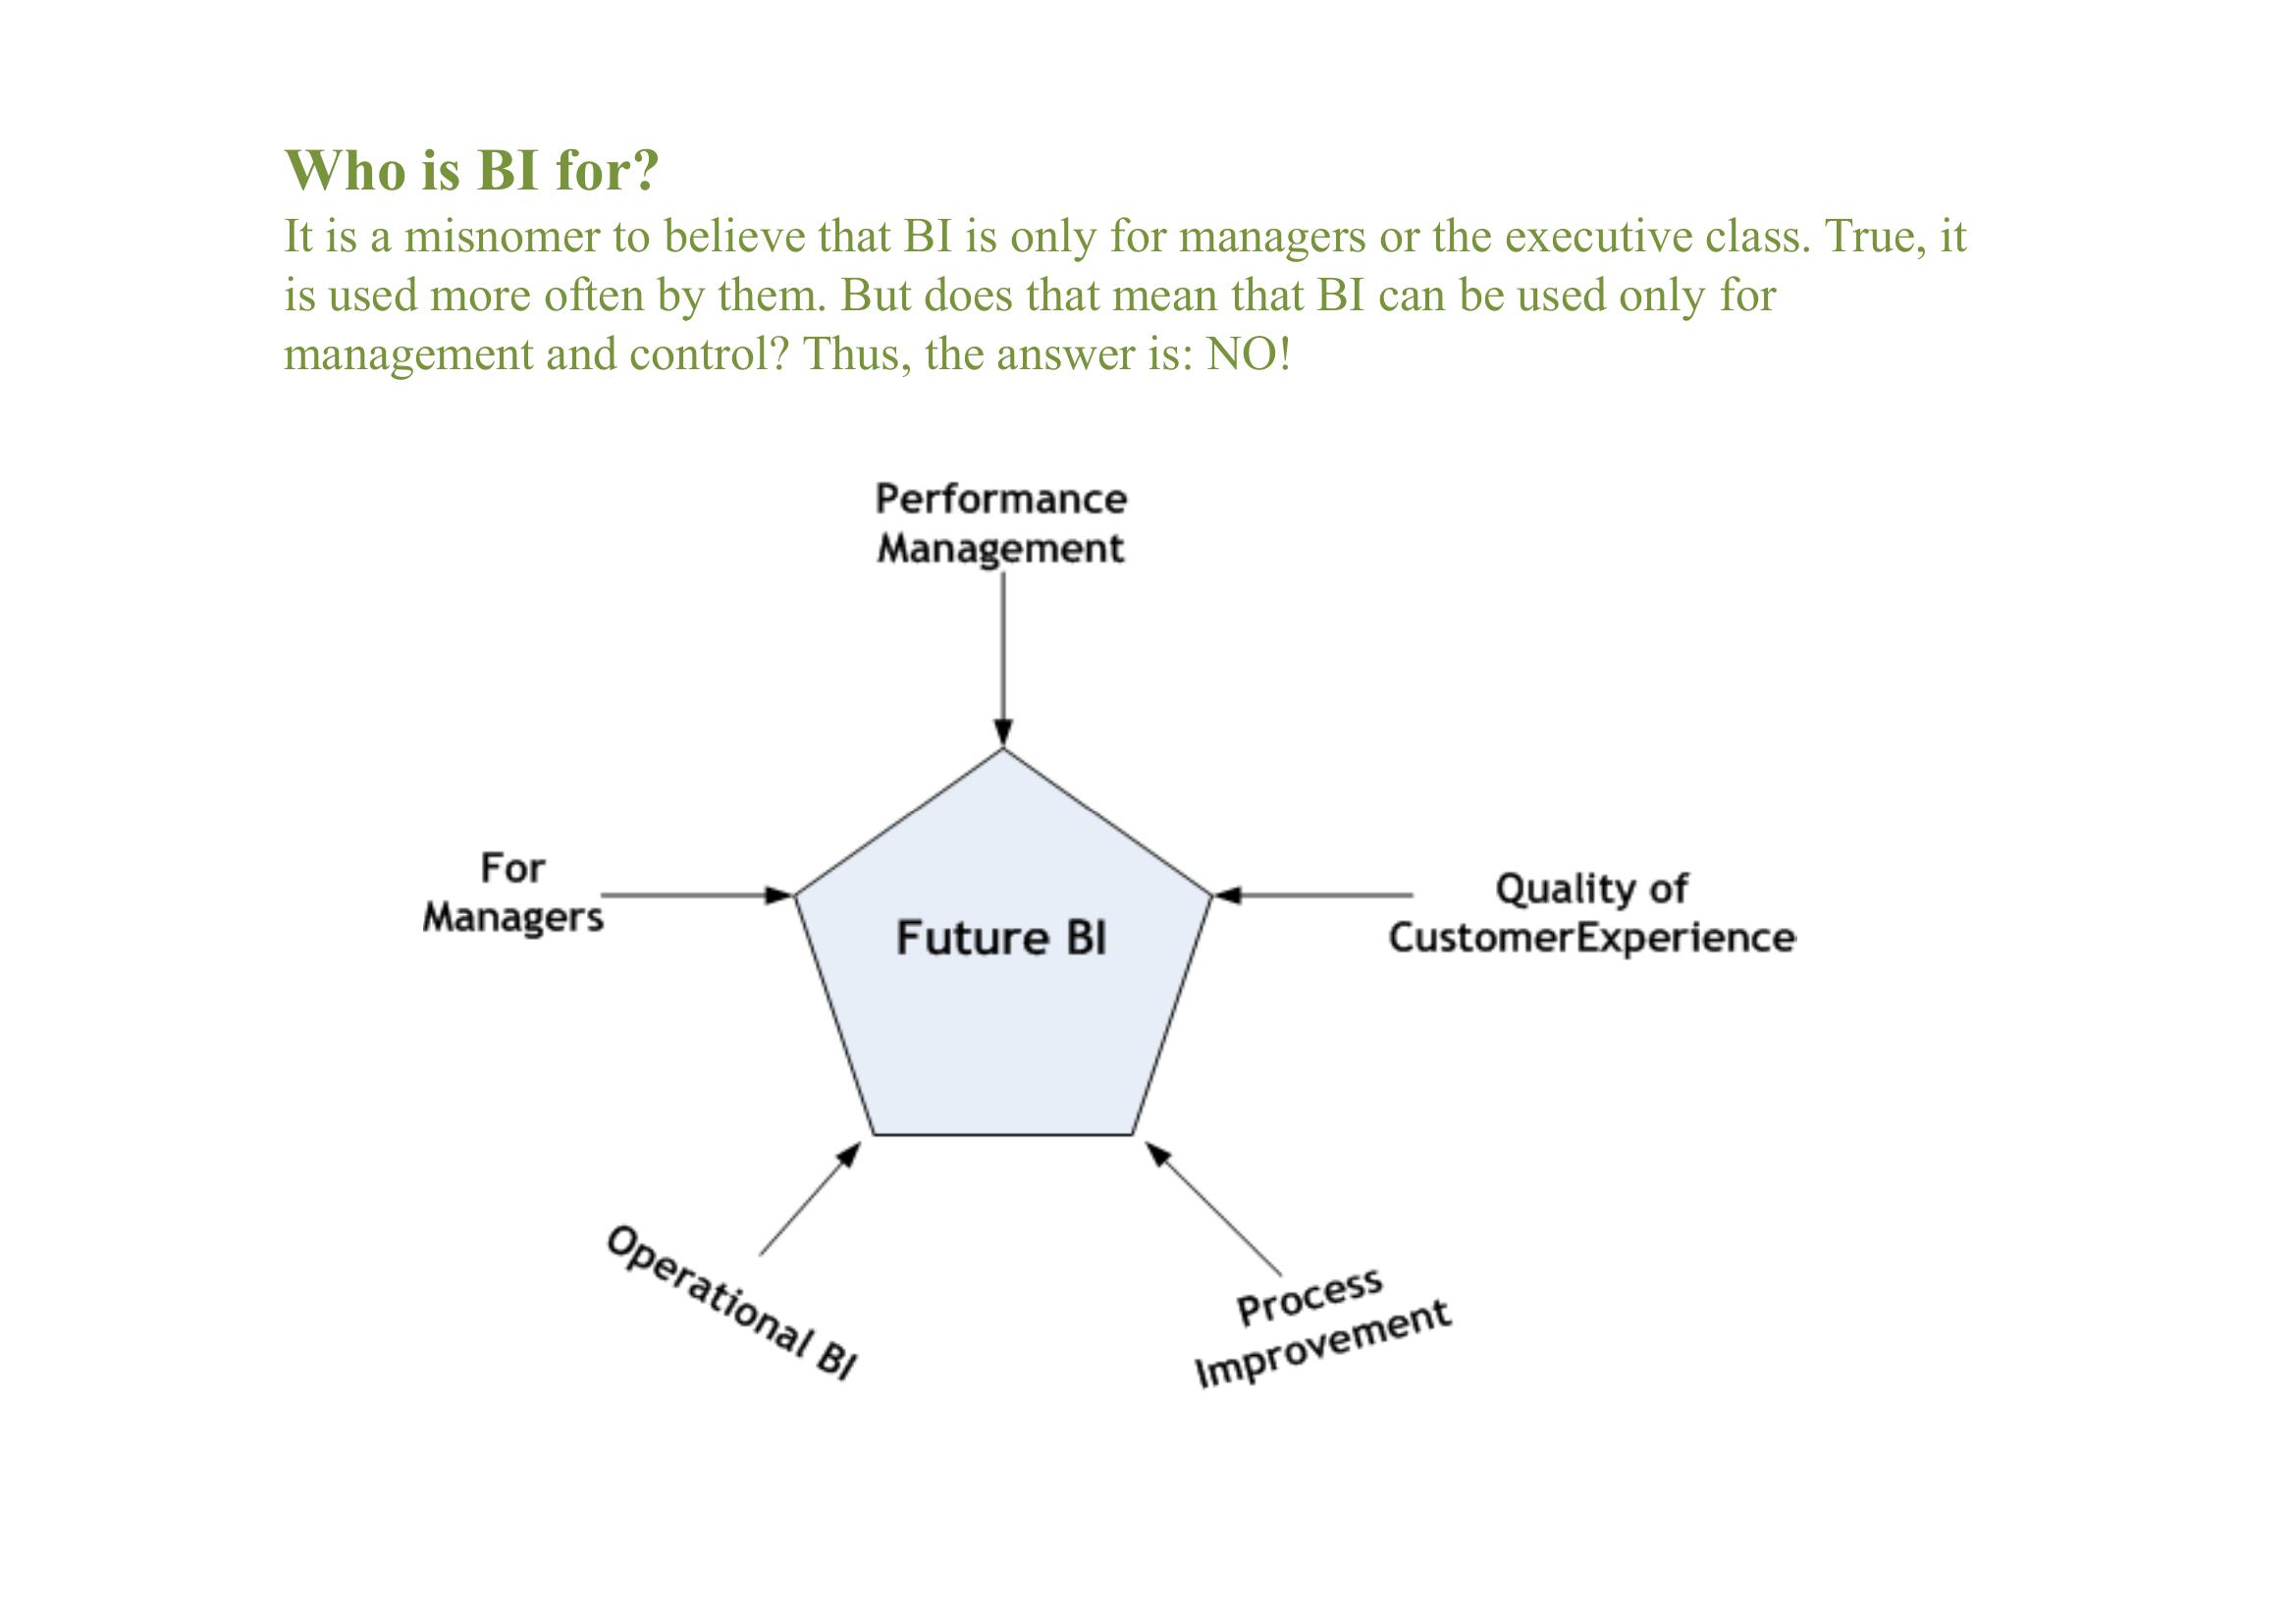 Who is BI for?
It is a misnomer to believe that BI is only for managers or the executive class. True, it
is used more often by them. But does that mean that BI can be used only for
management and control? Thus, the answer is: NO!
Performance
Management
For
Managers
Future BI
Quality of
CustomerExperience
Operational BI
Process
Improvement